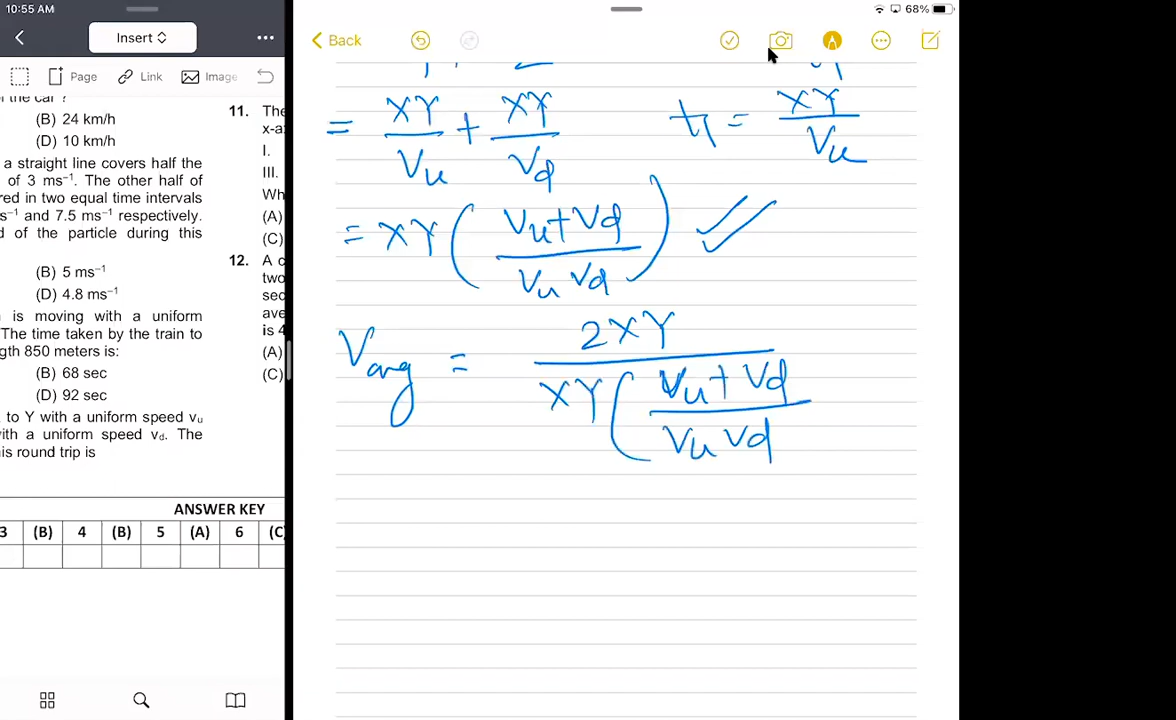 10:55 AM
68%
Insert
Back
Page
Link
Image
of the car ?
(B) 24 km/h
(D) 10 km/h
a straight line covers half the
of 3 ms⁻¹. The other half of
red in two equal time intervals
s⁻¹ and 7.5 ms⁻¹ respectively.
d of the particle during this
(B) 5 ms⁻¹
(D) 4.8 ms⁻¹
is moving with a uniform
The time taken by the train to
gth 850 meters is:
(B) 68 sec
(D) 92 sec
to Y with a uniform speed vᵤ
with a uniform speed v_d. The
is round trip is
11. The
x-a
I.
III.
Wh
(A)
(C)
12. A c
two
sec
ave
is 4
(A)
(C)
ANSWER KEY
3 (B) 4 (B) 5 (A) 6 (C
= XY/Vu + XY/Vd
t1 = XY/Vu
= XY ( Vu + Vd / Vu Vd )
Vavg = 2XY / XY ( Vu + Vd / Vu Vd